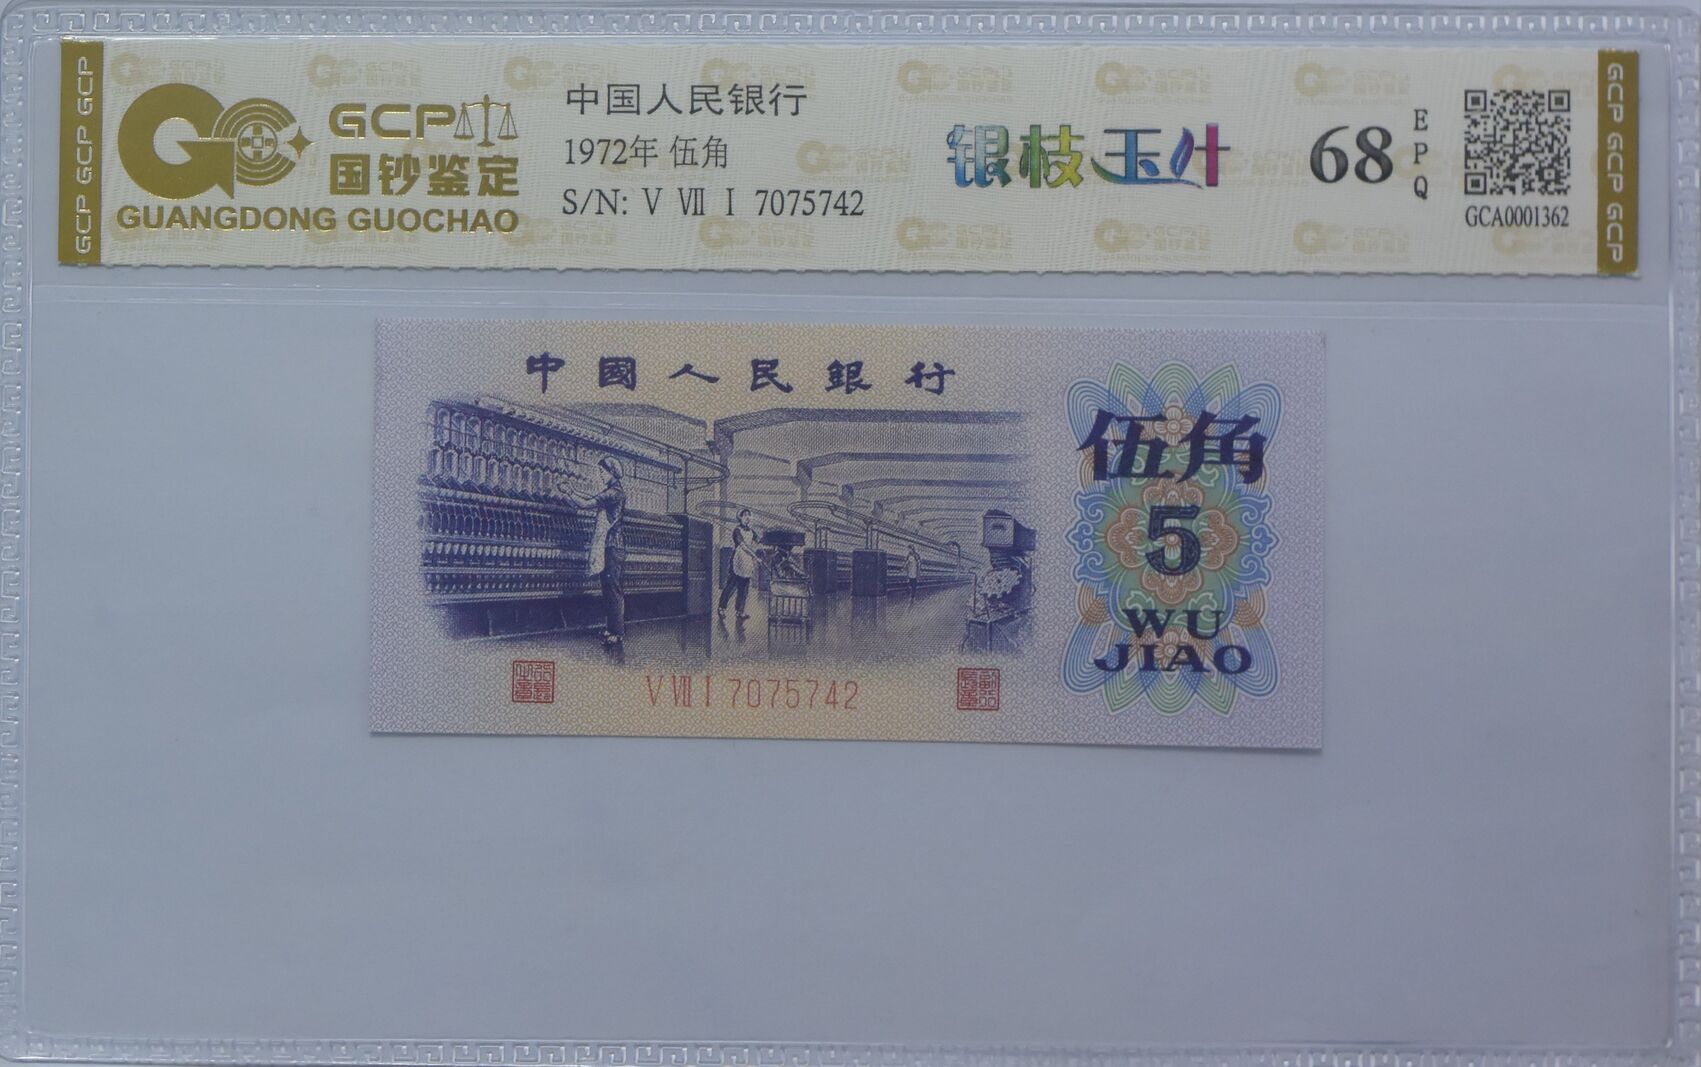 GCP GCP GCP
GCP
国钞鉴定
GUANGDONG GUOCHAO
中国人民银行
1972年 伍角
S/N: V Ⅶ I 7075742
银枝玉叶
68
EPQ
GCA0001362
GCP GCP GCP
中國人民銀行
伍角
5
WU
JIAO
V Ⅶ I 7075742